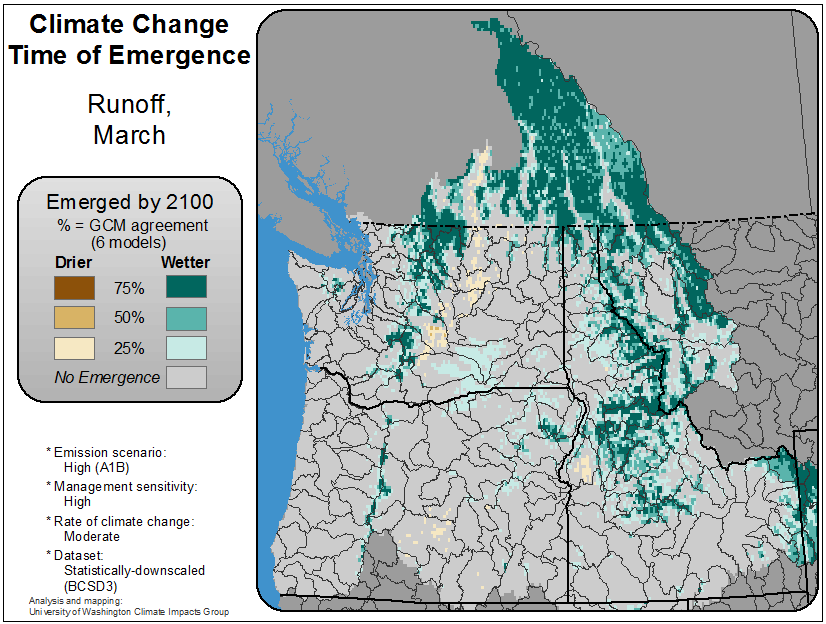 Climate Change
Time of Emergence
Runoff,
March
Emerged by 2100
% = GCM agreement
(6 models)
Drier Wetter
75%
50%
25%
No Emergence
* Emission scenario:
High (A1B)
* Management sensitivity:
High
* Rate of climate change:
Moderate
* Dataset:
Statistically-downscaled
(BCSD3)
Analysis and mapping:
University of Washington Climate Impacts Group